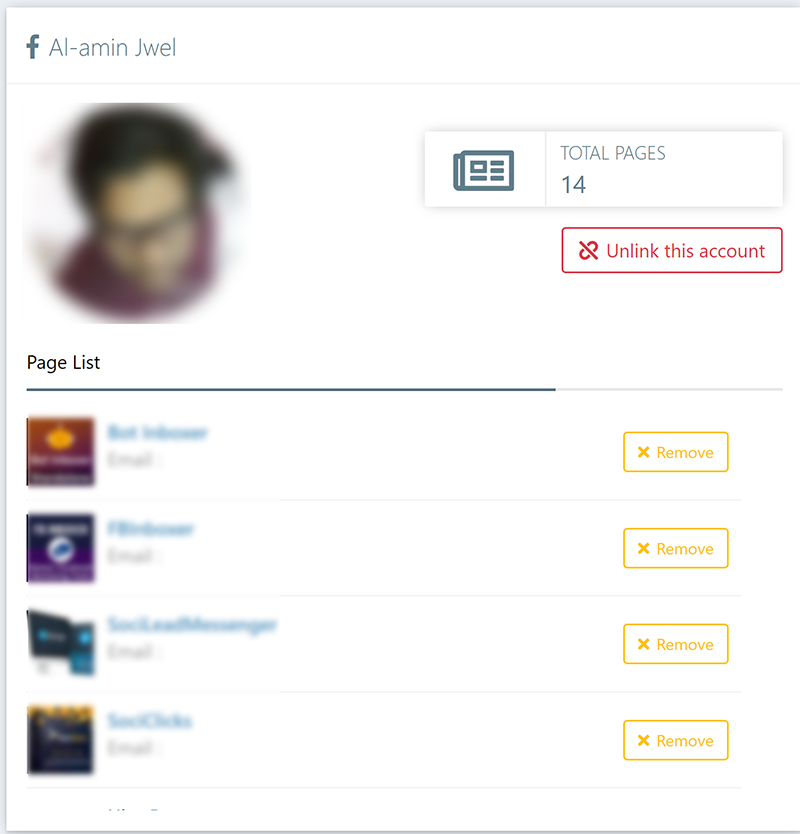 Al-amin Jwel
TOTAL PAGES
14
Unlink this account
Page List
Bot Inboxer
Email :
Remove
FBInboxer
Email :
Remove
SociLeadMessenger
Email :
Remove
SociClicks
Email :
Remove